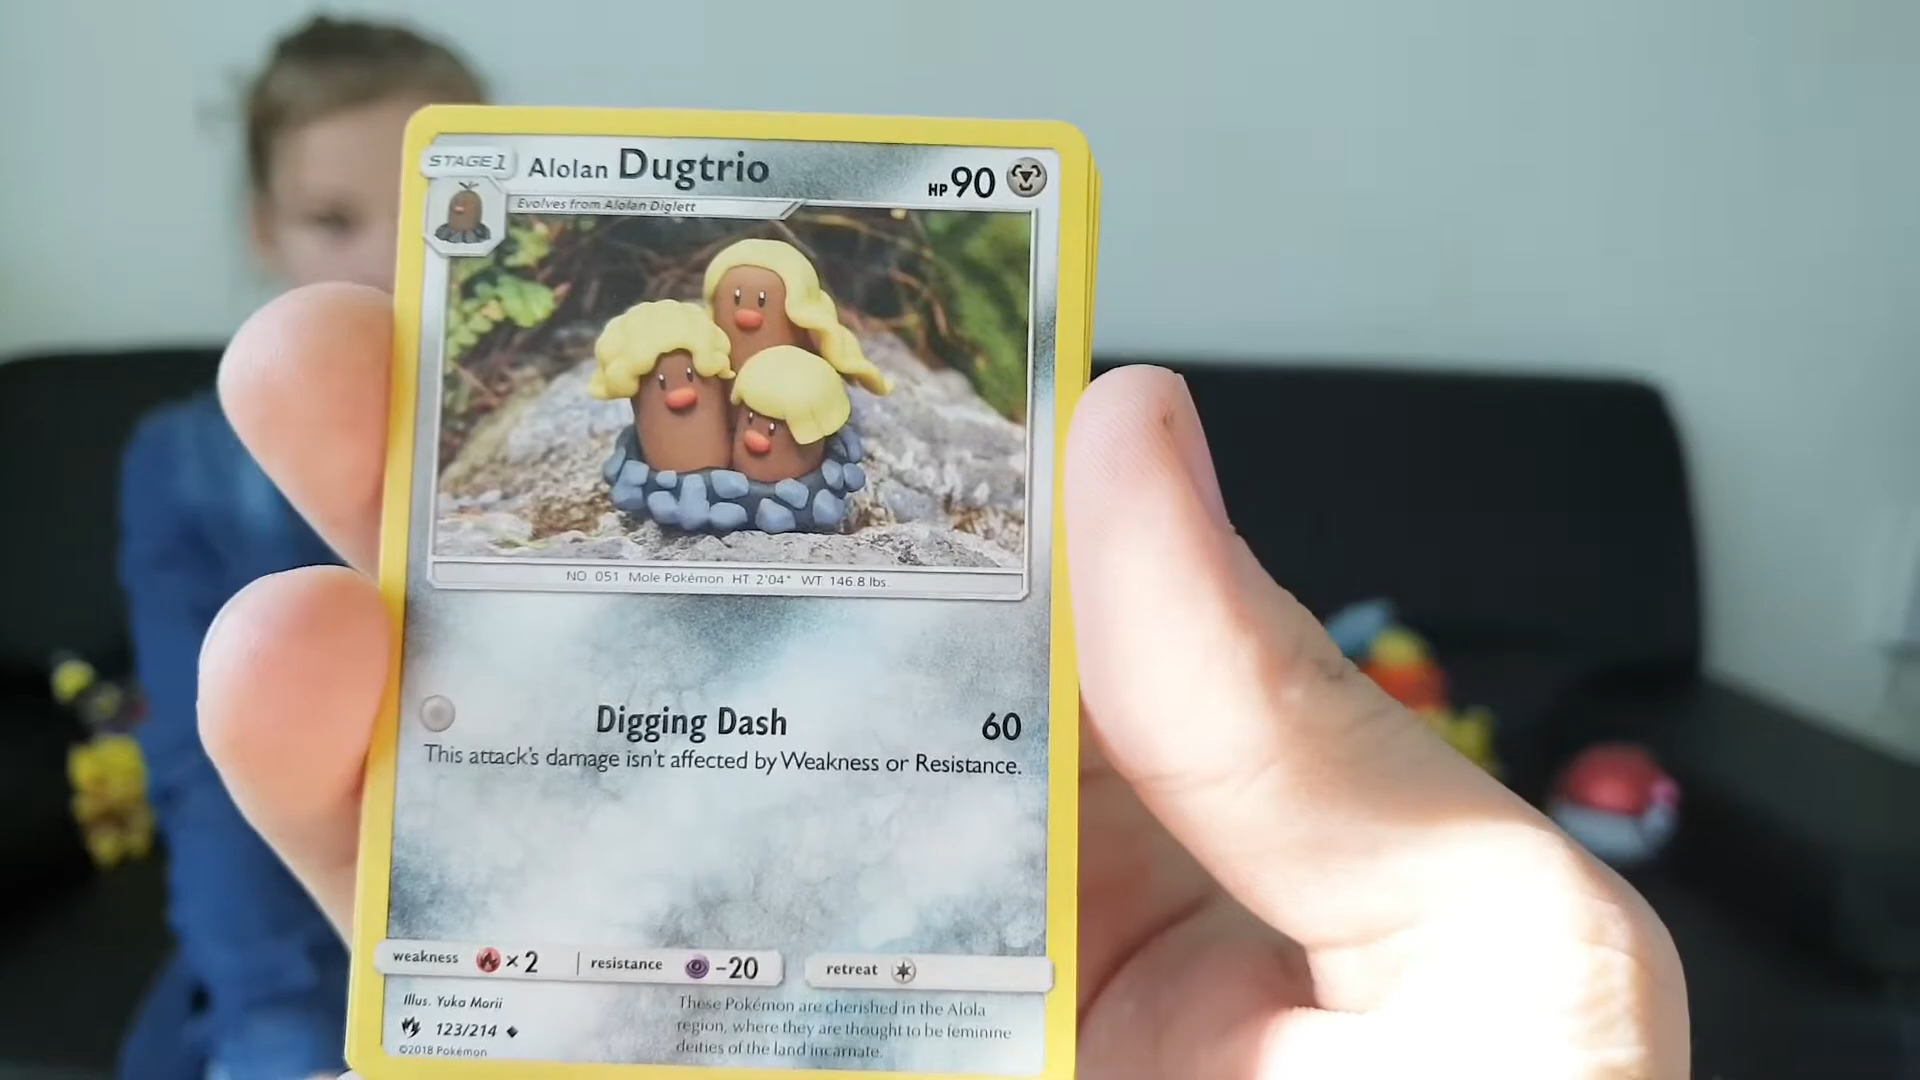 STAGE 1 Alolan Dugtrio HP 90
Evolves from Alolan Diglett
NO. 051 Mole Pokémon HT: 2'04" WT: 146.8 lbs.
Digging Dash 60
This attack's damage isn't affected by Weakness or Resistance.
weakness ×2 resistance -20 retreat
Illus. Yuka Morii
123/214
©2018 Pokémon
These Pokémon are cherished in the Alola
region, where they are thought to be feminine
deities of the land incarnate.